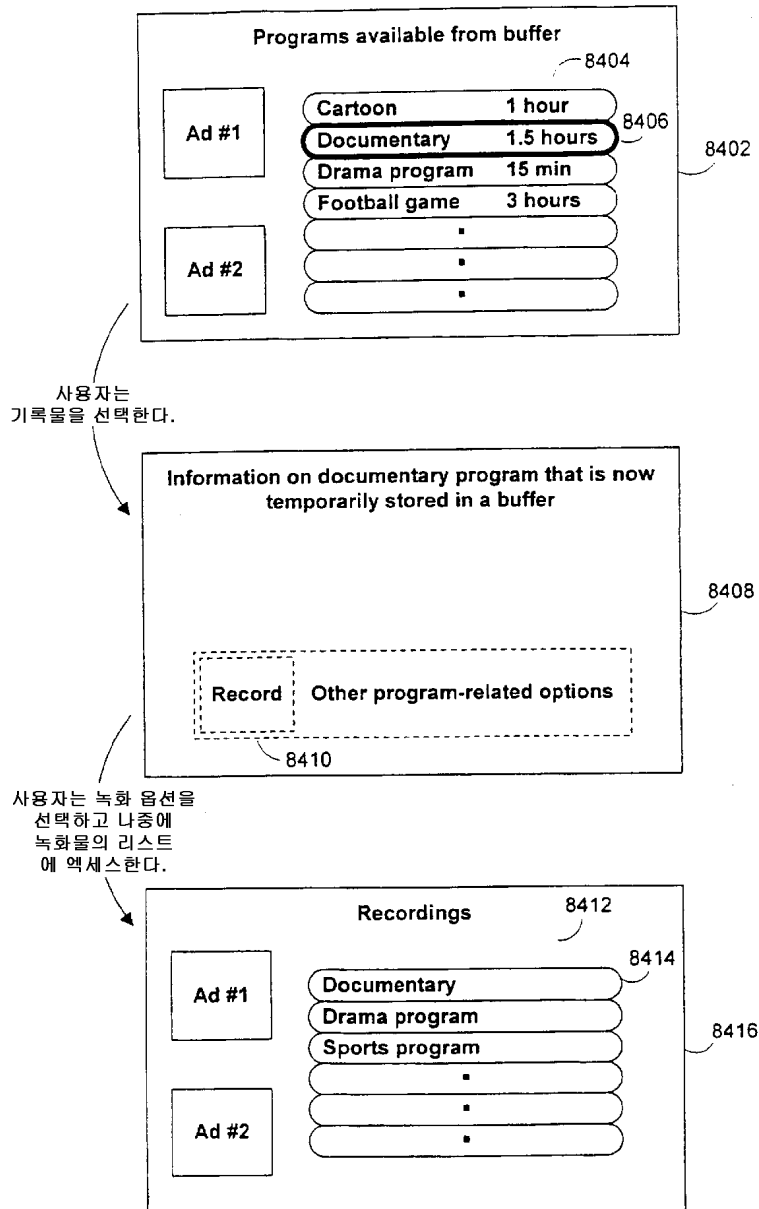 Programs available from buffer
8404
Ad #1
Cartoon 1 hour
Documentary 1.5 hours
8406
8402
Drama program 15 min
Football game 3 hours
Ad #2
사용자는
기록물을 선택한다.
Information on documentary program that is now
temporarily stored in a buffer
8408
Record
Other program-related options
8410
사용자는 녹화 옵션을
선택하고 나중에
녹화물의 리스트
에 엑세스한다.
Recordings
8412
8414
Ad #1
Documentary
Drama program
Sports program
8416
Ad #2